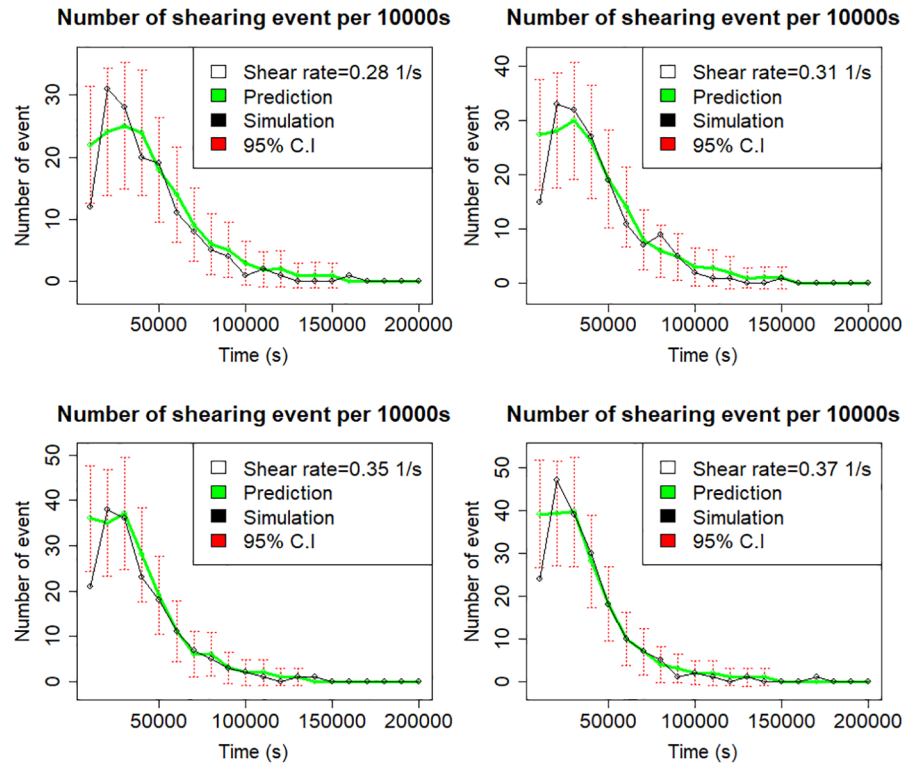 Number of shearing event per 10000s
Shear rate=0.28 1/s
Prediction
Simulation
95% C.I
Number of event
30
20
10
0
50000 100000 150000 200000
Time (s)
Number of shearing event per 10000s
Shear rate=0.31 1/s
Prediction
Simulation
95% C.I
Number of event
40
30
20
10
0
50000 100000 150000 200000
Time (s)
Number of shearing event per 10000s
Shear rate=0.35 1/s
Prediction
Simulation
95% C.I
Number of event
50
40
30
20
10
0
50000 100000 150000 200000
Time (s)
Number of shearing event per 10000s
Shear rate=0.37 1/s
Prediction
Simulation
95% C.I
Number of event
50
40
30
20
10
0
50000 100000 150000 200000
Time (s)